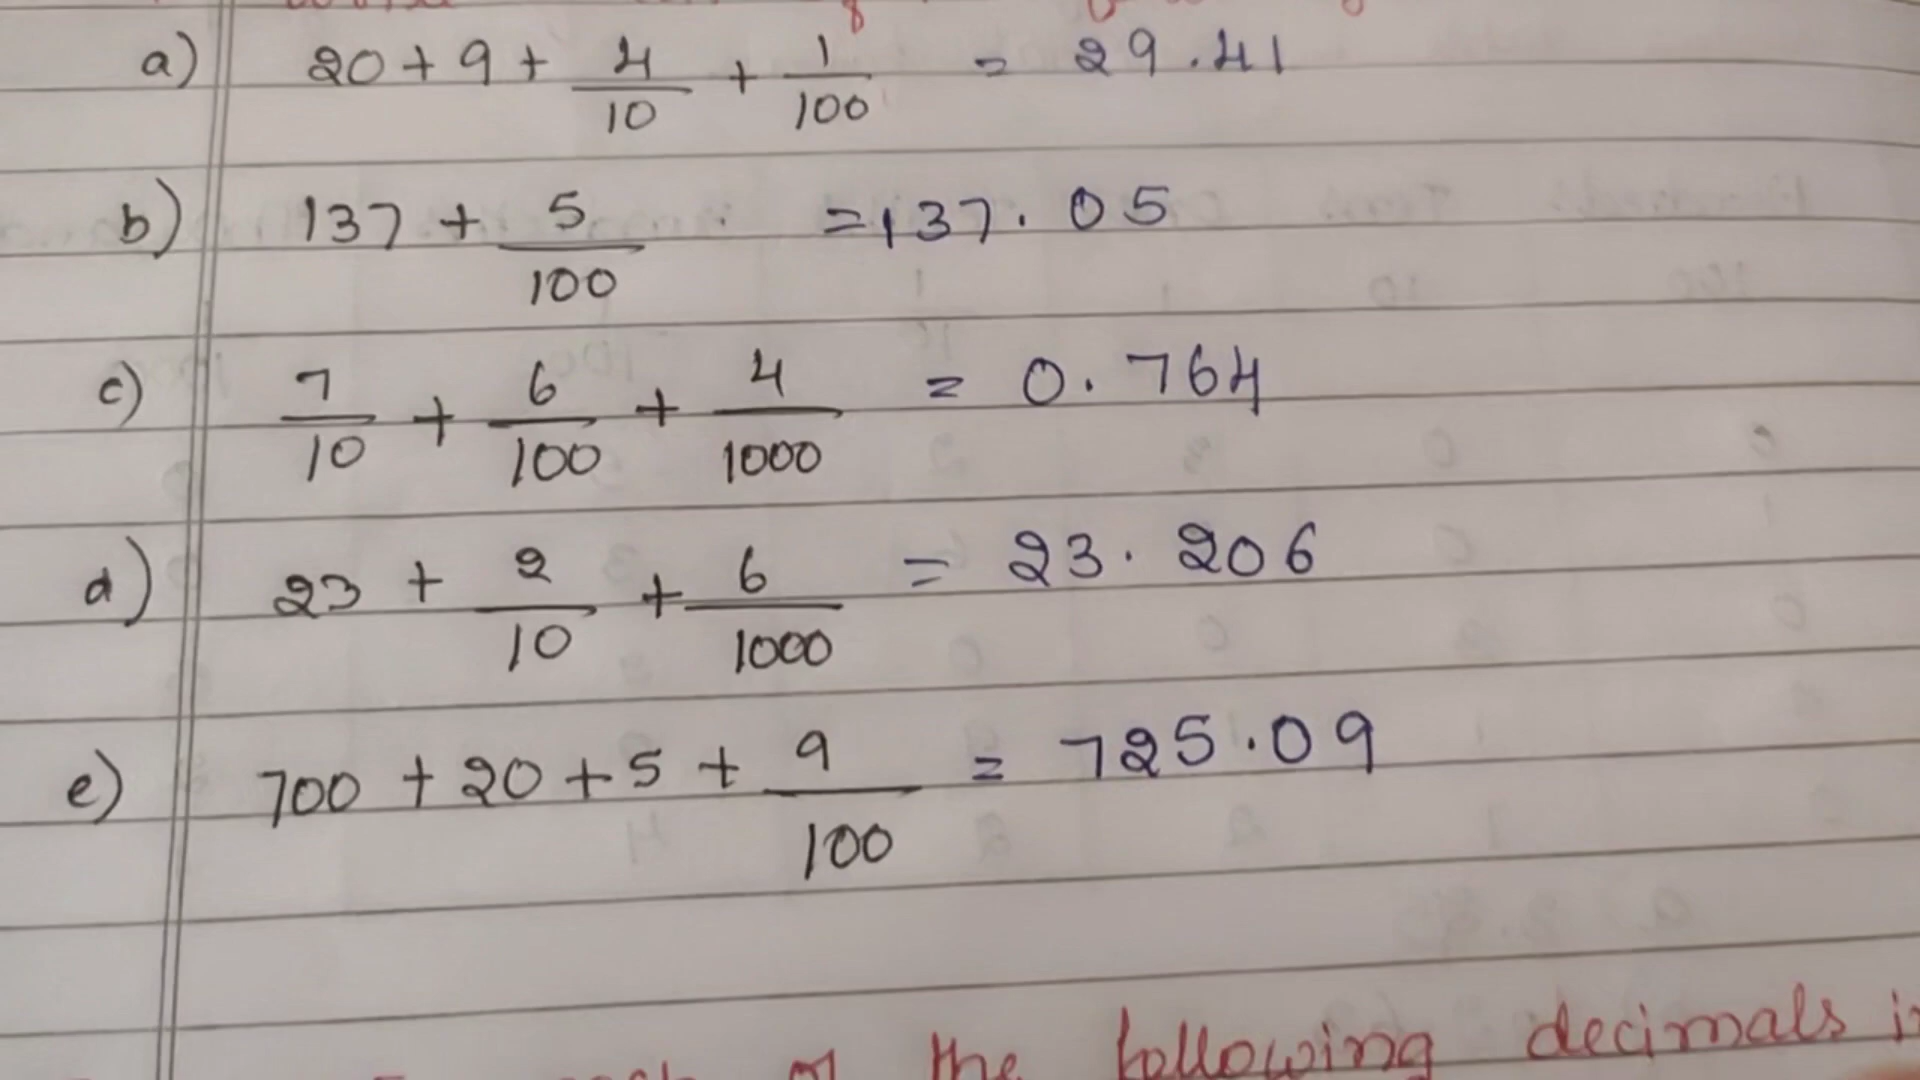 a) 20 + 9 + 4/10 + 1/100 = 29.41
b) 137 + 5/100 = 137.05
c) 7/10 + 6/100 + 4/1000 = 0.764
d) 23 + 2/10 + 6/1000 = 23.206
e) 700 + 20 + 5 + 9/100 = 725.09
the following decimals